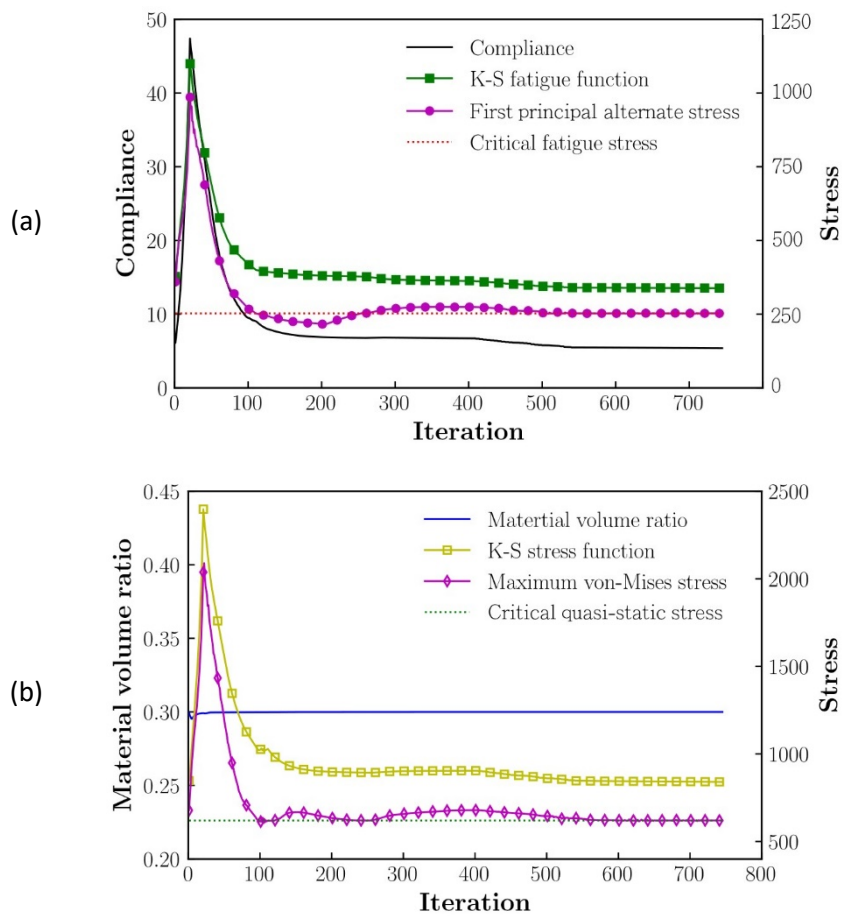 (a)
50
40
30
20
10
0
Compliance
1250
1000
750
500
250
0
Stress
Compliance
K-S fatigue function
First principal alternate stress
Critical fatigue stress
0 100 200 300 400 500 600 700
Iteration
(b)
0.45
0.40
0.35
0.30
0.25
0.20
Material volume ratio
2500
2000
1500
1000
500
Stress
Matertial volume ratio
K-S stress function
Maximum von-Mises stress
Critical quasi-static stress
0 100 200 300 400 500 600 700 800
Iteration